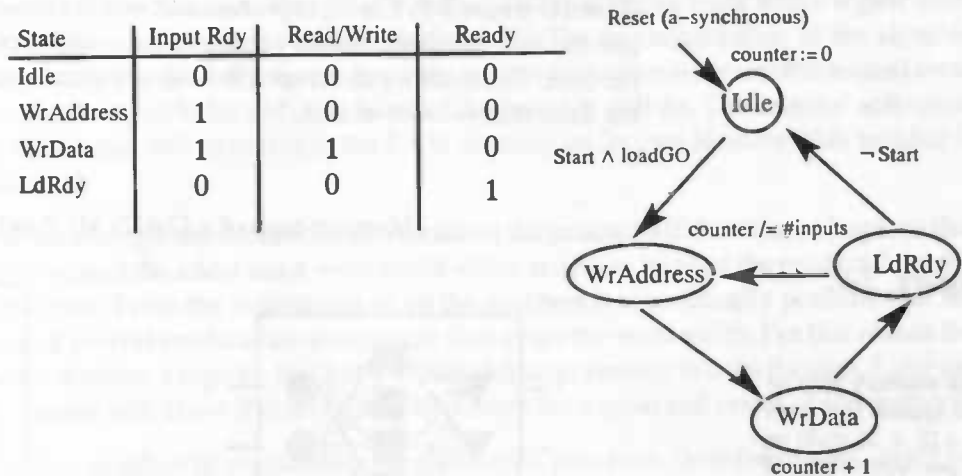 State Input Rdy Read/Write Ready
Idle 0 0 0
WrAddress 1 0 0
WrData 1 1 0
LdRdy 0 0 1
Reset (a-synchronous)
counter := 0
Idle
Start ∧ loadGO
¬ Start
counter /= #inputs
WrAddress
LdRdy
WrData
counter + 1